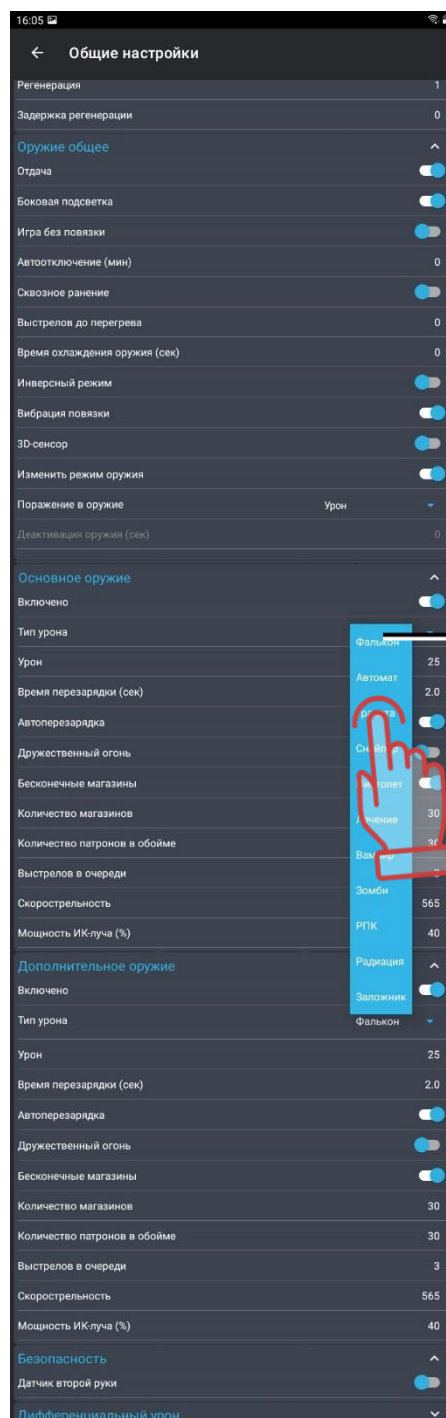 16:05
Общие настройки
Регенерация 1
Задержка регенерации 0
Оружие общее
Отдача
Боковая подсветка
Игра без повязки
Автоотключение (мин) 0
Сквозное ранение
Выстрелов до перегрева 0
Время охлаждения оружия (сек) 0
Инверсный режим
Вибрация повязки
3D-сенсор
Изменить режим оружия
Поражение в оружие Урон
Деактивация оружия (сек) 0
Основное оружие
Включено
Тип урона
Фалькон
Урон 25
Автомат
Время перезарядки (сек) 2.0
Автоперезарядка
Дружественный огонь
Снайпер
Бесконечные магазины
Пистолет
Количество магазинов 30
Лечение
Количество патронов в обойме 30
Вампир
Выстрелов в очереди
Зомби
Скорострельность 565
РПК
Мощность ИК-луча (%) 40
Дополнительное оружие
Радиация
Включено
Заложник
Тип урона Фалькон
Урон 25
Время перезарядки (сек) 2.0
Автоперезарядка
Дружественный огонь
Бесконечные магазины
Количество магазинов 30
Количество патронов в обойме 30
Выстрелов в очереди 3
Скорострельность 565
Мощность ИК-луча (%) 40
Безопасность
Датчик второй руки
Дифференциальный урон